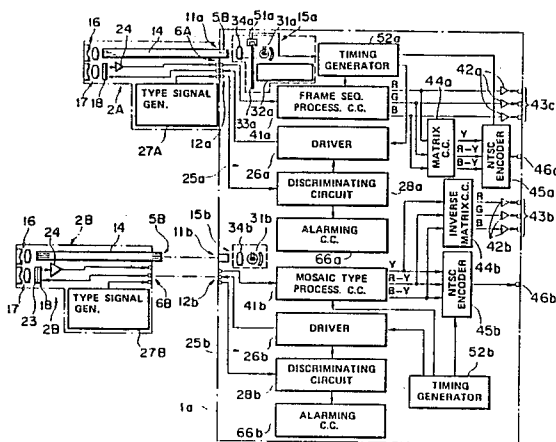 16 24 14 11a 5B 34a 51a 31a 15a 52a
6A
TIMING
GENERATOR
R
G
B
42a
43c
44a
17 18 2A
TYPE SIGNAL
GEN.
27A
12a 33a 32a
41a
FRAME SEQ.
PROCESS. C.C.
MATRIX
C.C.
Y
R-Y
B-Y
NTSC
ENCODER
46a
45a
25a
26a
DRIVER
28a
DISCRIMINATING
CIRCUIT
INVERSE
MATRIX C.C.
R
G
B
43b
42b
ALARMING
C.C.
66a
44b
16 24 2B 14 5B 11b 15b 34b 31b
17 18 23 2B
6B
12b
41b
MOSAIC TYPE
PROCESS. C.C.
Y
R-Y
B-Y
NTSC
ENCODER
46b
45b
TYPE SIGNAL
GEN.
27B
25b
26b
DRIVER
52b
28b
DISCRIMINATING
CIRCUIT
TIMING
GENERATOR
1a
66b
ALARMING
C.C.